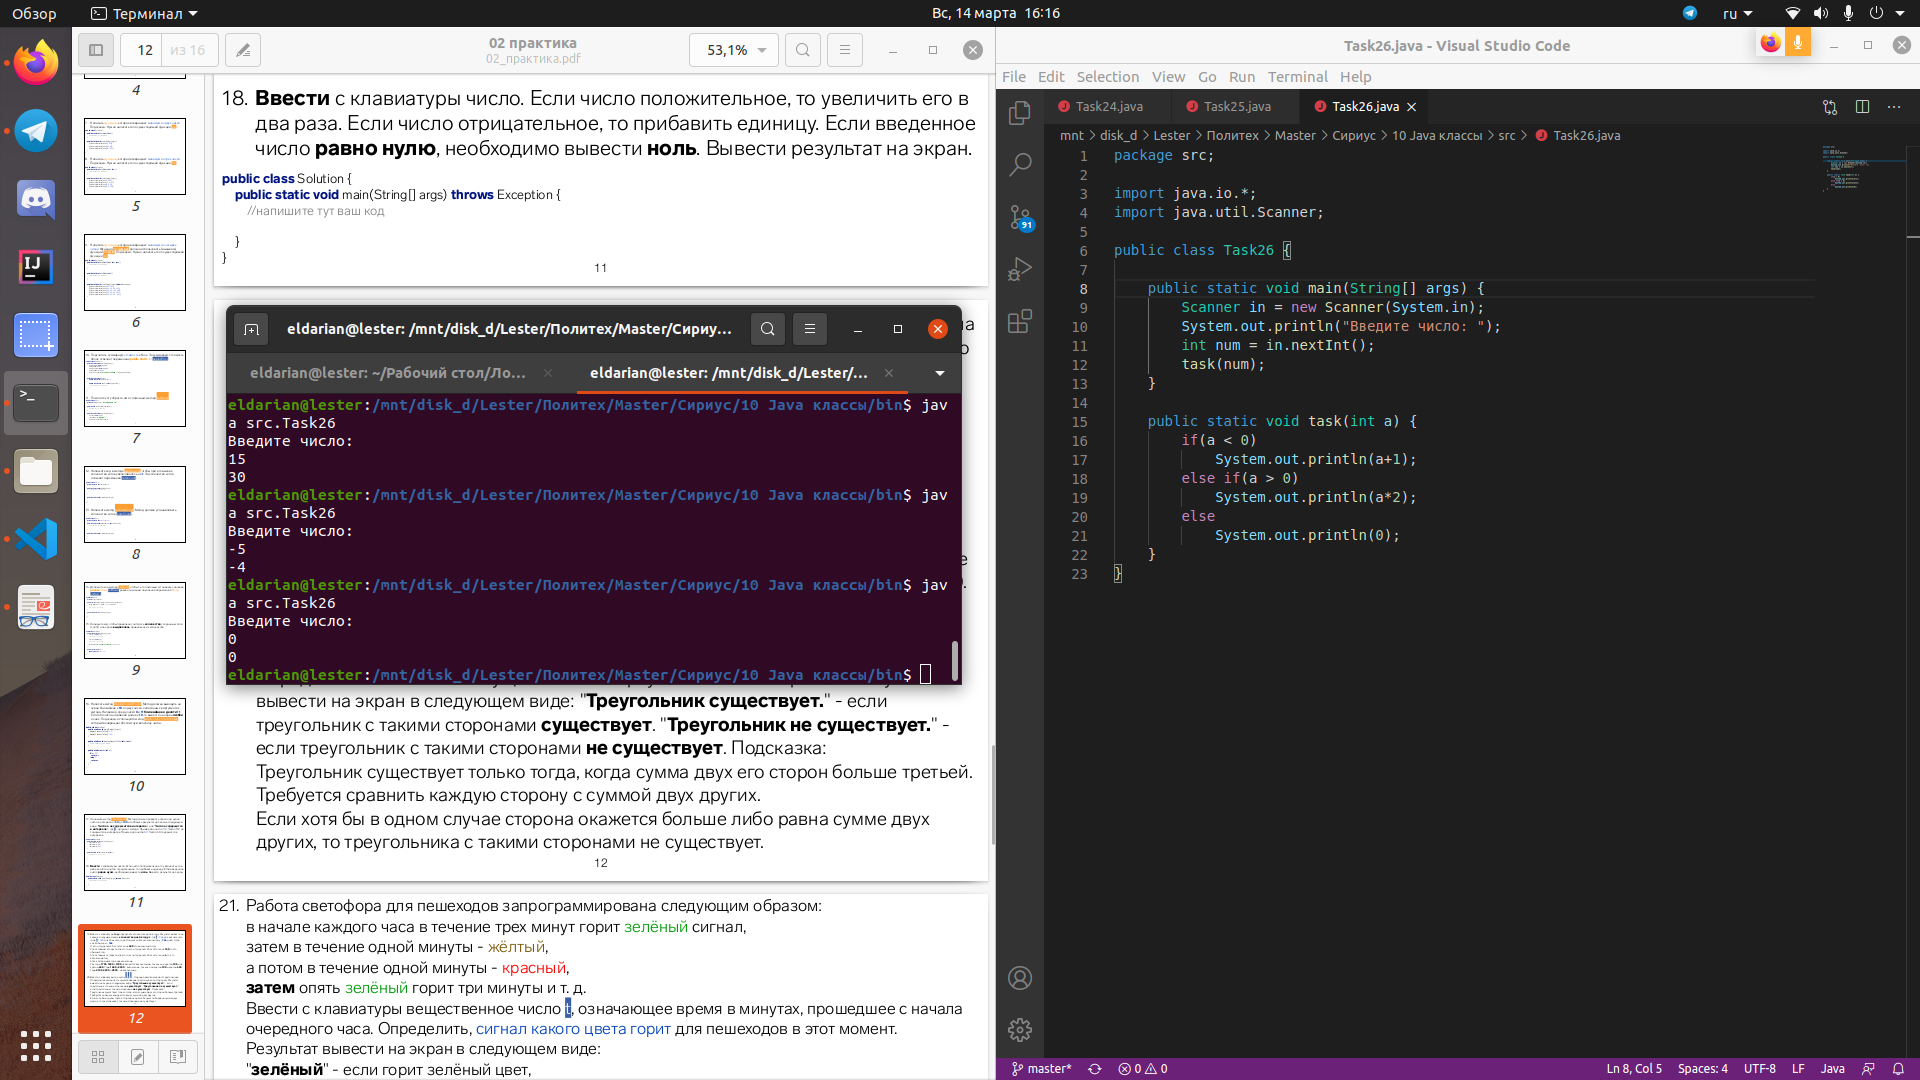 Обзор
Терминал
Вс, 14 марта 16:16
ru
12 из 16
02 практика
02_практика.pdf
53,1%
4
5
6
7
8
9
10
11
12
18. Ввести с клавиатуры число. Если число положительное, то увеличить его в
два раза. Если число отрицательное, то прибавить единицу. Если введенное
число равно нулю, необходимо вывести ноль. Вывести результат на экран.
public class Solution {
public static void main(String[] args) throws Exception {
//напишите тут ваш код
}
}
11
eldarian@lester: /mnt/disk_d/Lester/Политех/Master/Сириу...
eldarian@lester: ~/Рабочий стол/Ло...
eldarian@lester: /mnt/disk_d/Lester/...
eldarian@lester:/mnt/disk_d/Lester/Политех/Master/Сириус/10 Java классы/bin$ jav
a src.Task26
Введите число:
15
30
eldarian@lester:/mnt/disk_d/Lester/Политех/Master/Сириус/10 Java классы/bin$ jav
a src.Task26
Введите число:
-5
-4
eldarian@lester:/mnt/disk_d/Lester/Политех/Master/Сириус/10 Java классы/bin$ jav
a src.Task26
Введите число:
0
0
eldarian@lester:/mnt/disk_d/Lester/Политех/Master/Сириус/10 Java классы/bin$
вывести на экран в следующем виде: "Треугольник существует." - если
треугольник с такими сторонами существует. "Треугольник не существует." -
если треугольник с такими сторонами не существует. Подсказка:
Треугольник существует только тогда, когда сумма двух его сторон больше третьей.
Требуется сравнить каждую сторону с суммой двух других.
Если хотя бы в одном случае сторона окажется больше либо равна сумме двух
других, то треугольника с такими сторонами не существует.
12
21. Работа светофора для пешеходов запрограммирована следующим образом:
в начале каждого часа в течение трех минут горит зелёный сигнал,
затем в течение одной минуты - жёлтый,
а потом в течение одной минуты - красный,
затем опять зелёный горит три минуты и т. д.
Ввести с клавиатуры вещественное число t, означающее время в минутах, прошедшее с начала
очередного часа. Определить, сигнал какого цвета горит для пешеходов в этот момент.
Результат вывести на экран в следующем виде:
"зелёный" - если горит зелёный цвет,
Task26.java - Visual Studio Code
File Edit Selection View Go Run Terminal Help
Task24.java
Task25.java
Task26.java
mnt > disk_d > Lester > Политех > Master > Сириус > 10 Java классы > src > Task26.java
91
1 package src;
2
3 import java.io.*;
4 import java.util.Scanner;
5
6 public class Task26 {
7
8 public static void main(String[] args) {
9 Scanner in = new Scanner(System.in);
10 System.out.println("Введите число: ");
11 int num = in.nextInt();
12 task(num);
13 }
14
15 public static void task(int a) {
16 if(a < 0)
17 System.out.println(a+1);
18 else if(a > 0)
19 System.out.println(a*2);
20 else
21 System.out.println(0);
22 }
23 }
master* 0 0
Ln 8, Col 5 Spaces: 4 UTF-8 LF Java